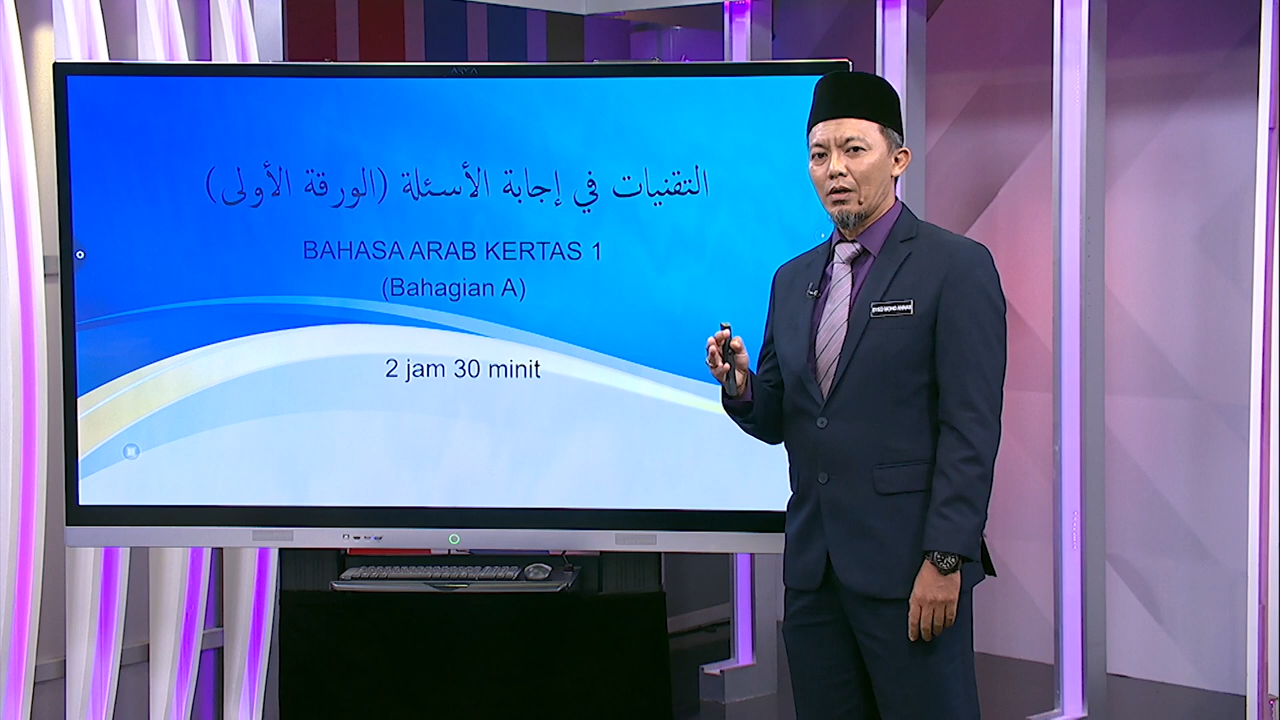 التقنيات في إجابة الأسئلة (الورقة الأولى)
BAHASA ARAB KERTAS 1
(Bahagian A)
2 jam 30 minit